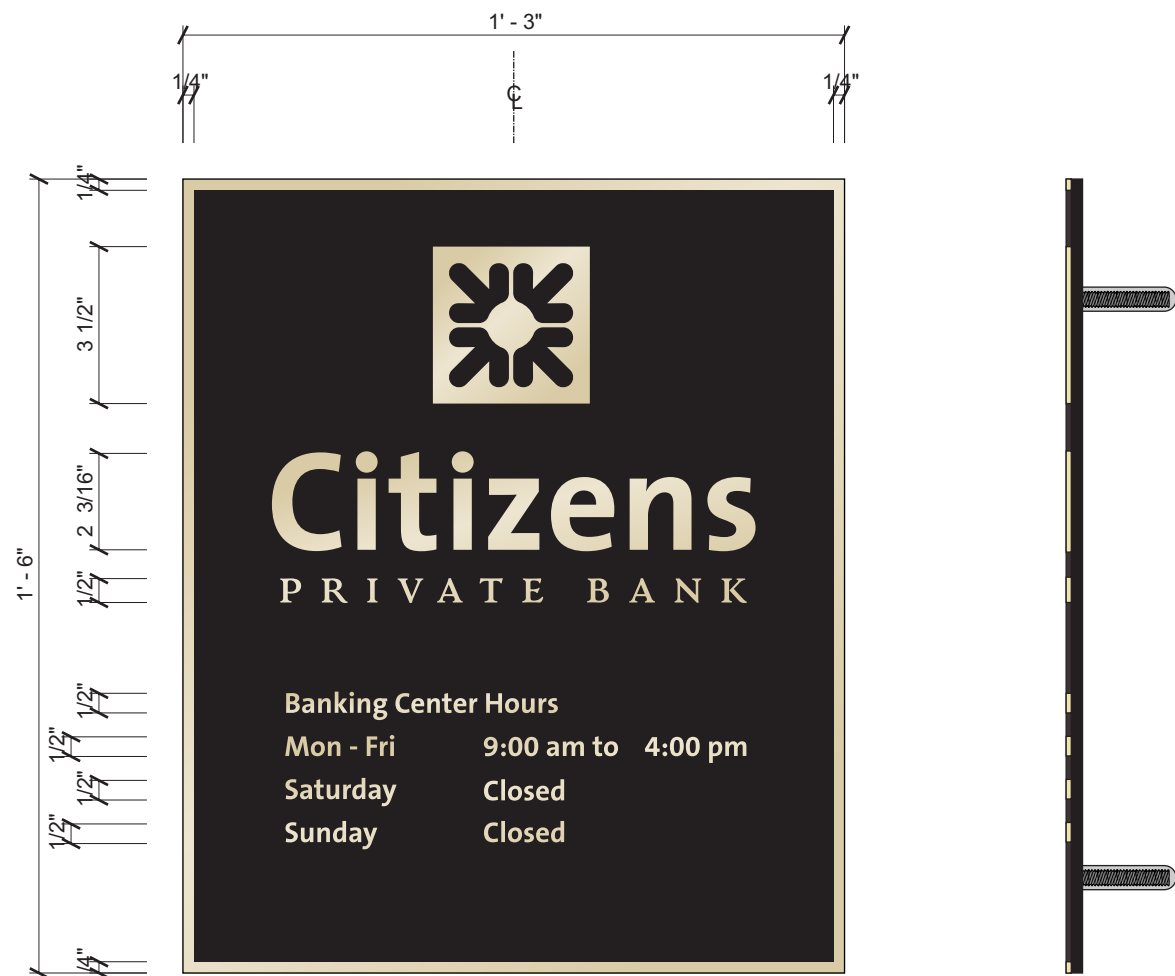 1' - 3"
1/4"
1/4"
℄
1/4"
3 1/2"
Citizens
2 3/16"
PRIVATE BANK
1/2"
1' - 6"
Banking Center Hours
1/2"
Mon - Fri 9:00 am to 4:00 pm
1/2"
Saturday Closed
1/2"
Sunday Closed
1/2"
/4"